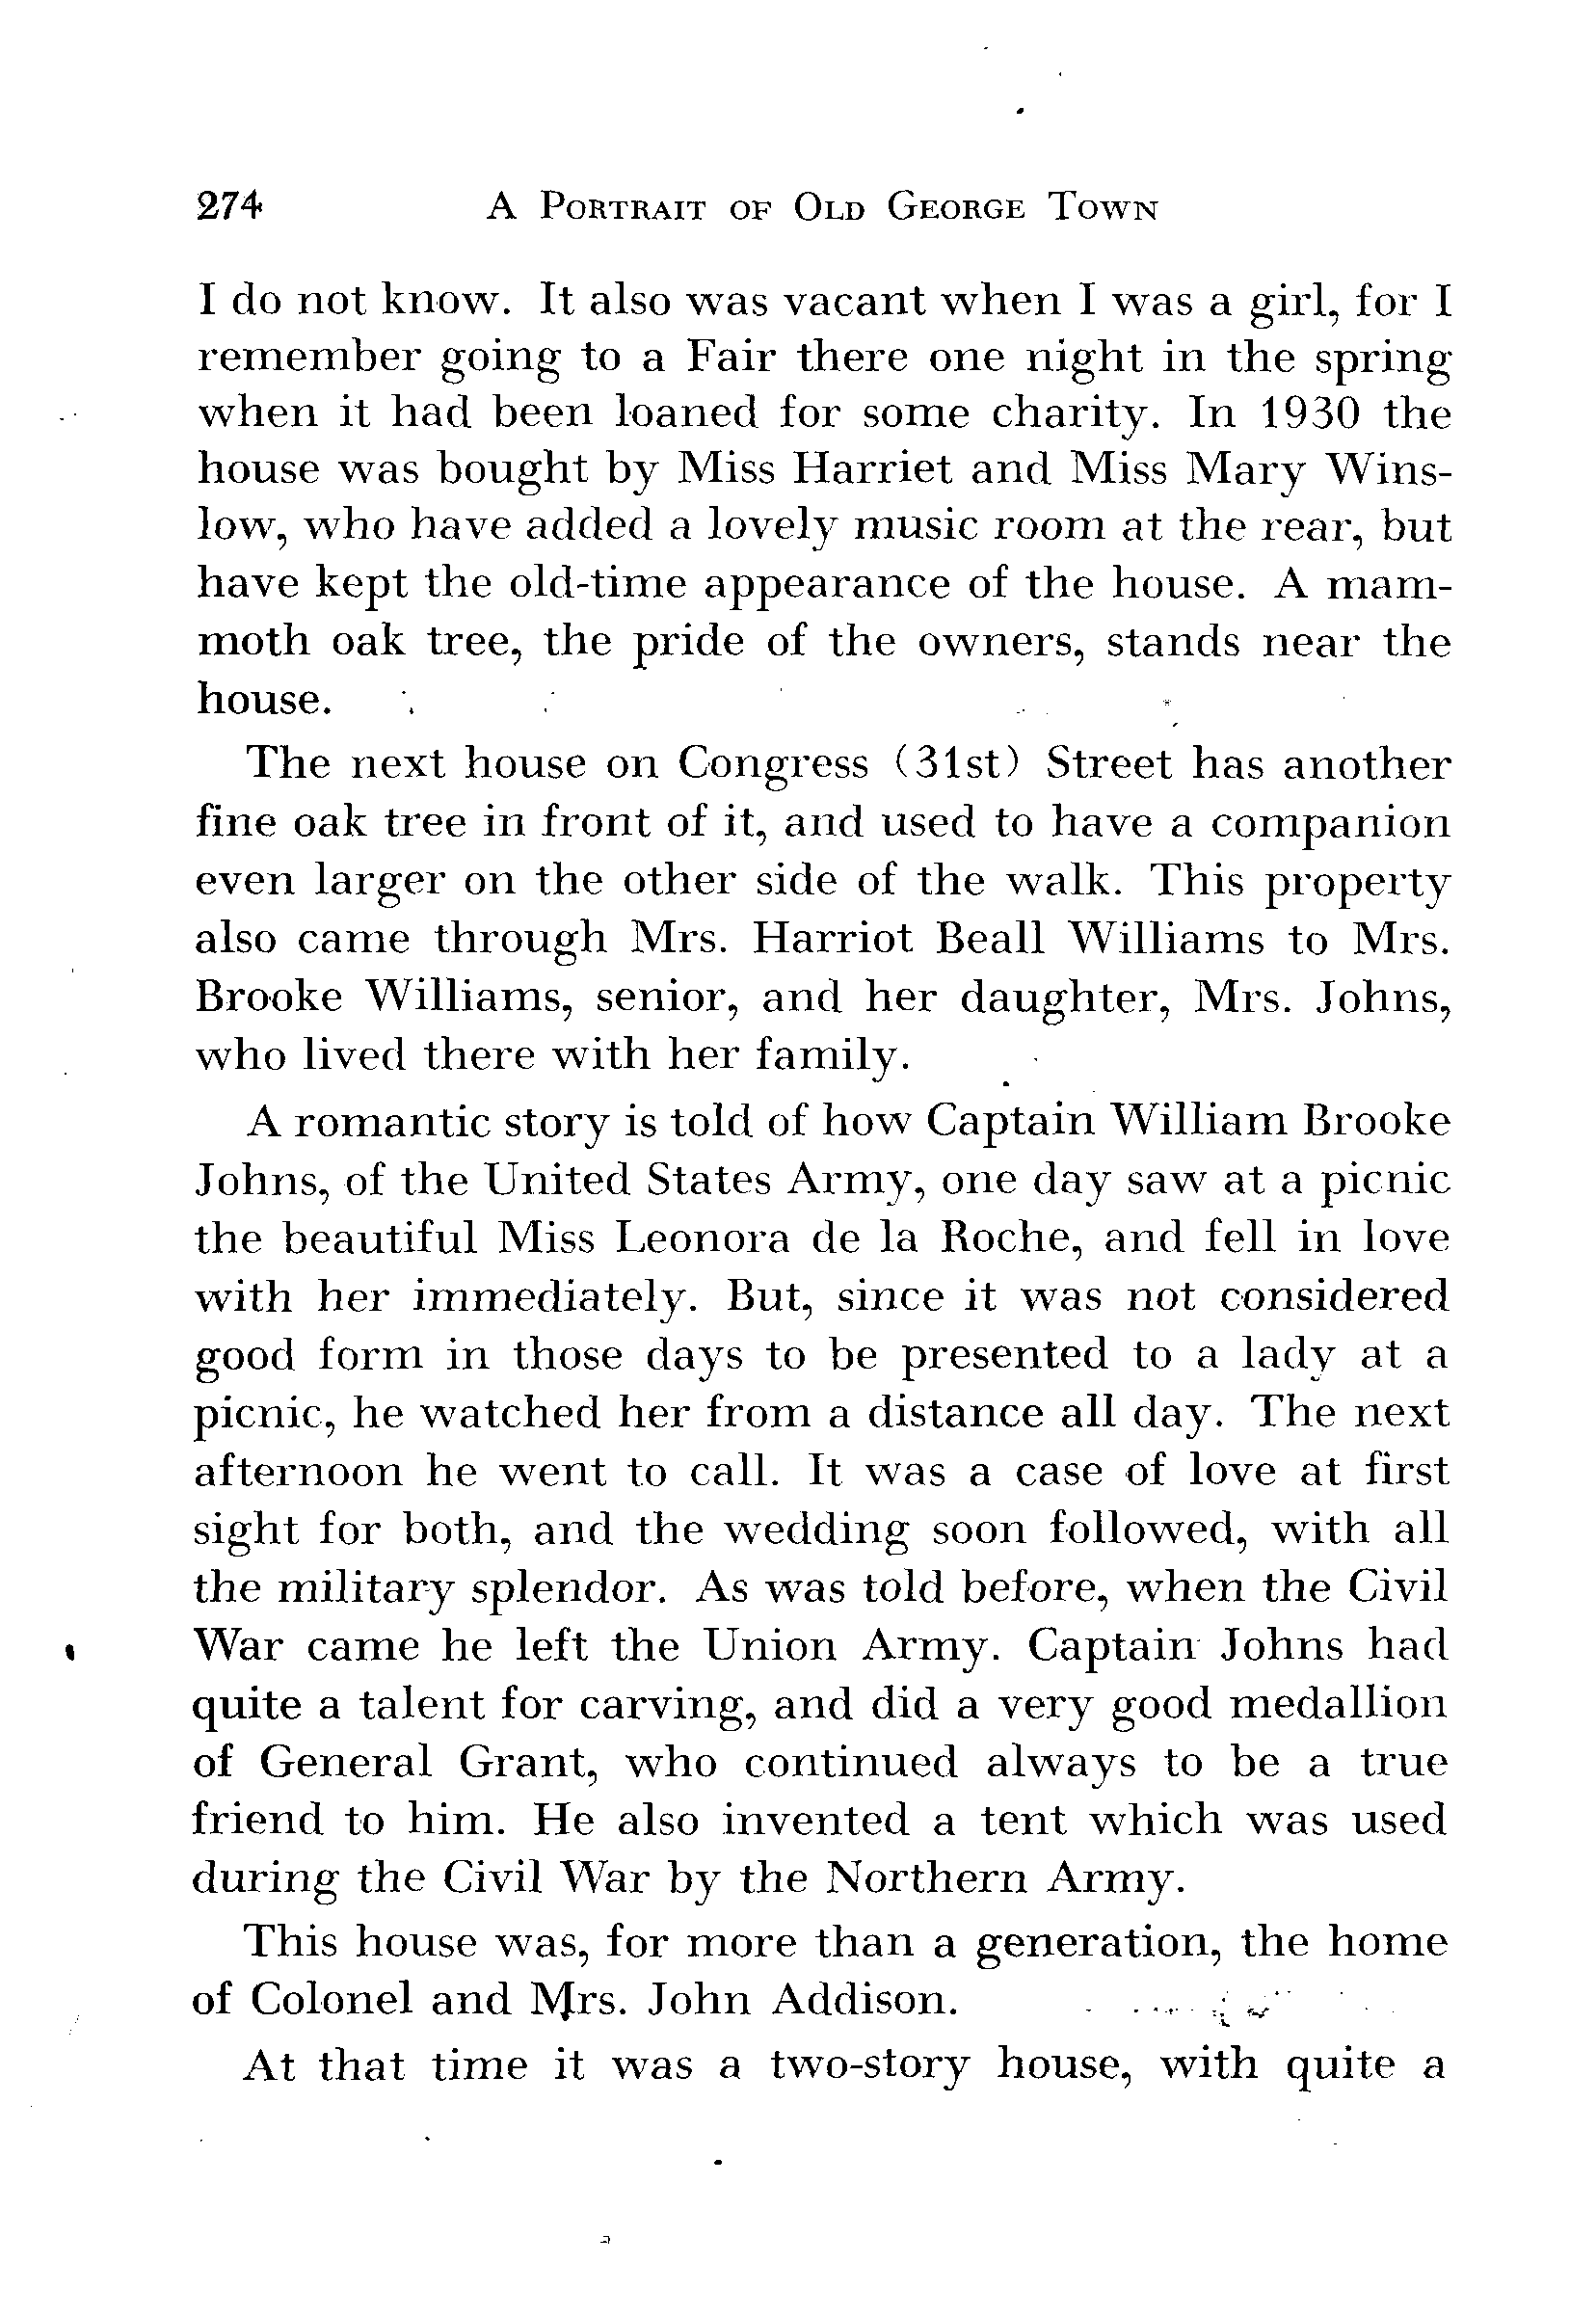 274 A Portrait of Old George Town
I do not know. It also was vacant when I was a girl, for I
remember going to a Fair there one night in the spring
when it had been loaned for some charity. In 1930 the
house was bought by Miss Harriet and Miss Mary Wins-
low, who have added a lovely music room at the rear, but
have kept the old-time appearance of the house. A mam-
moth oak tree, the pride of the owners, stands near the
house.
The next house on Congress (31st) Street has another
fine oak tree in front of it, and used to have a companion
even larger on the other side of the walk. This property
also came through Mrs. Harriot Beall Williams to Mrs.
Brooke Williams, senior, and her daughter, Mrs. Johns,
who lived there with her family.
A romantic story is told of how Captain William Brooke
Johns, of the United States Army, one day saw at a picnic
the beautiful Miss Leonora de la Roche, and fell in love
with her immediately. But, since it was not considered
good form in those days to be presented to a lady at a
picnic, he watched her from a distance all day. The next
afternoon he went to call. It was a case of love at first
sight for both, and the wedding soon followed, with all
the military splendor. As was told before, when the Civil
War came he left the Union Army. Captain Johns had
quite a talent for carving, and did a very good medallion
of General Grant, who continued always to be a true
friend to him. He also invented a tent which was used
during the Civil War by the Northern Army.
This house was, for more than a generation, the home
of Colonel and Mrs. John Addison.
At that time it was a two-story house, with quite a